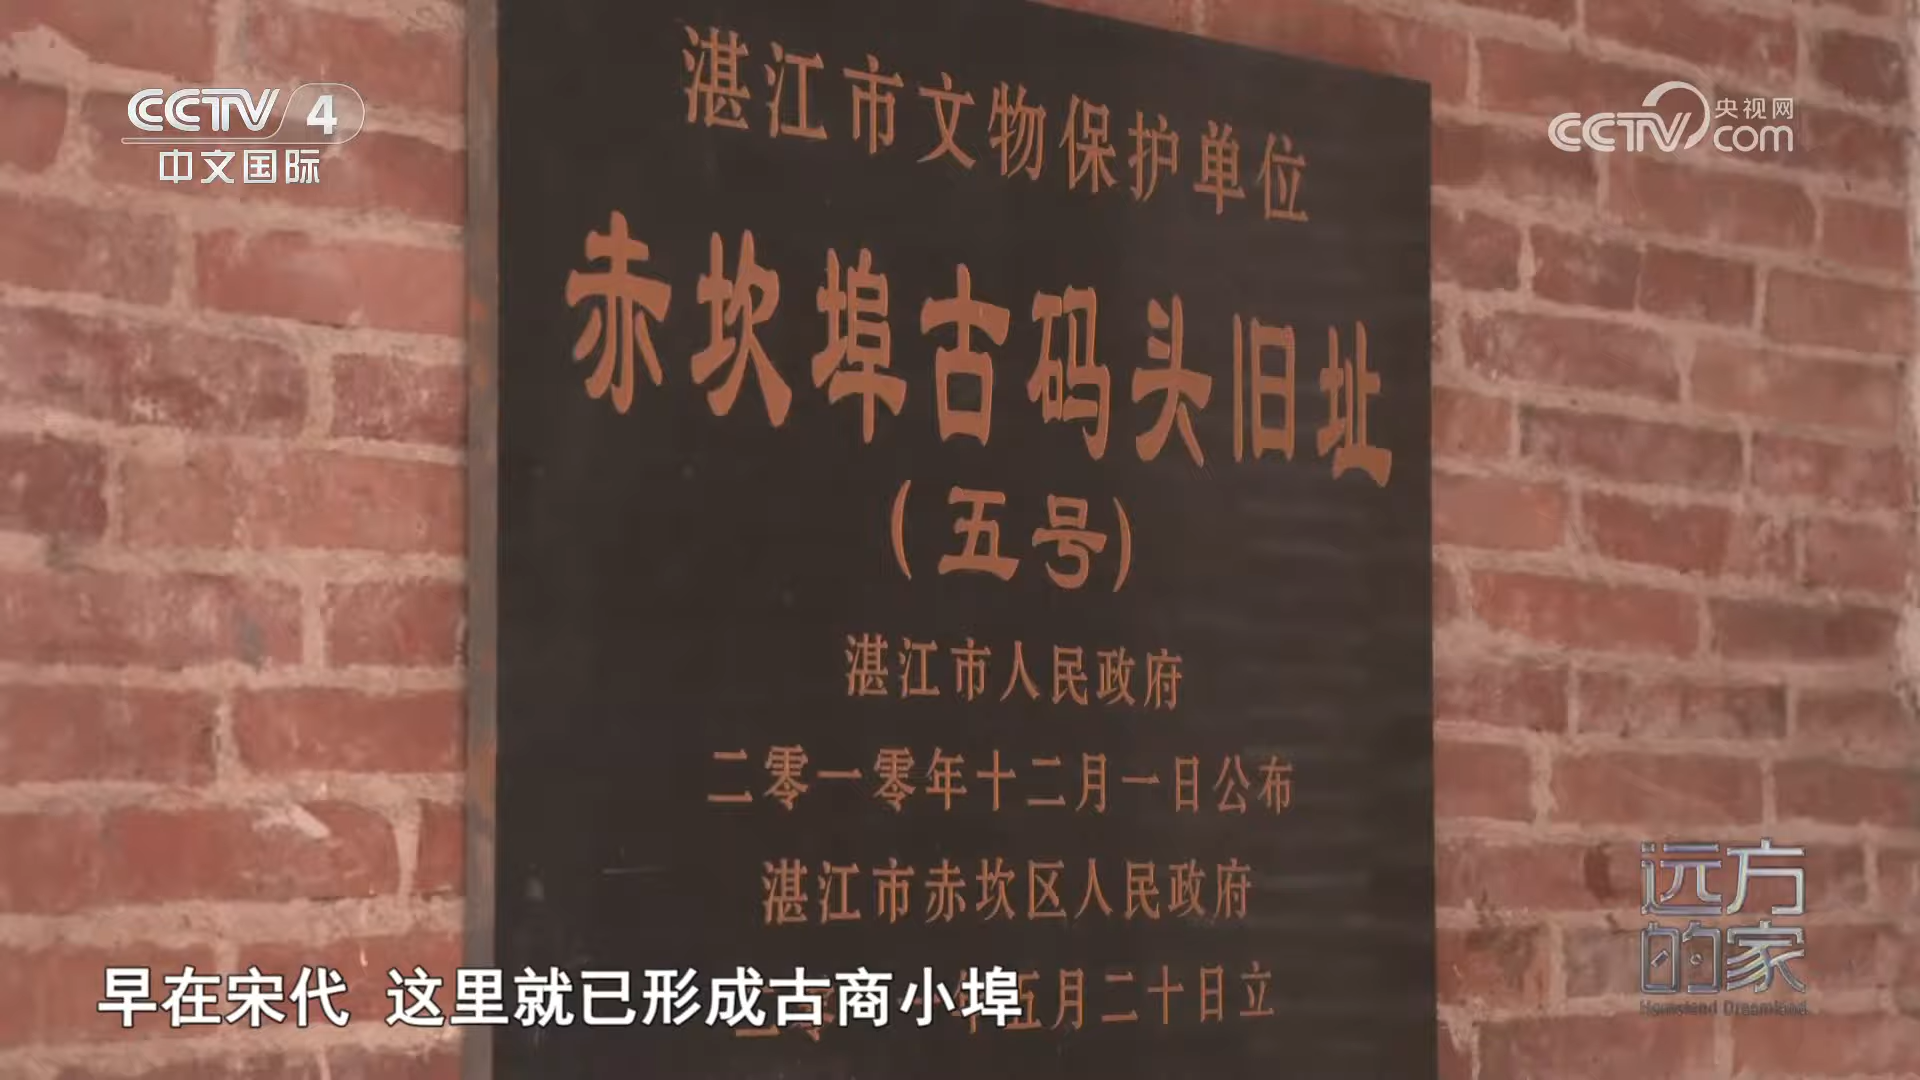 CCTV 4
中文国际
央视网
CCTV.com
湛江市文物保护单位
赤坎埠古码头旧址
(五号)
湛江市人民政府
二零一零年十二月一日公布
湛江市赤坎区人民政府
年五月二十日立
早在宋代 这里就已形成古商小埠
远方的家
Homeland Dreamland